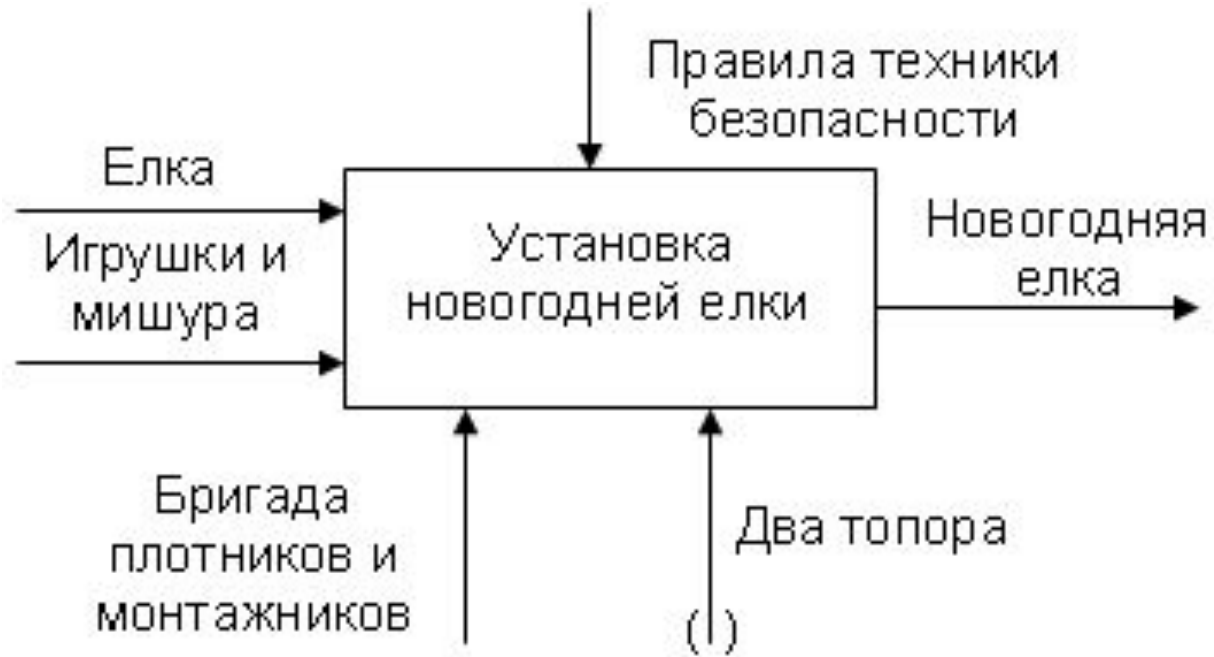 Правила техники
безопасности
Елка
Игрушки и
мишура
Установка
новогодней елки
Новогодняя
елка
Бригада
плотников и
монтажников
Два топора
( )